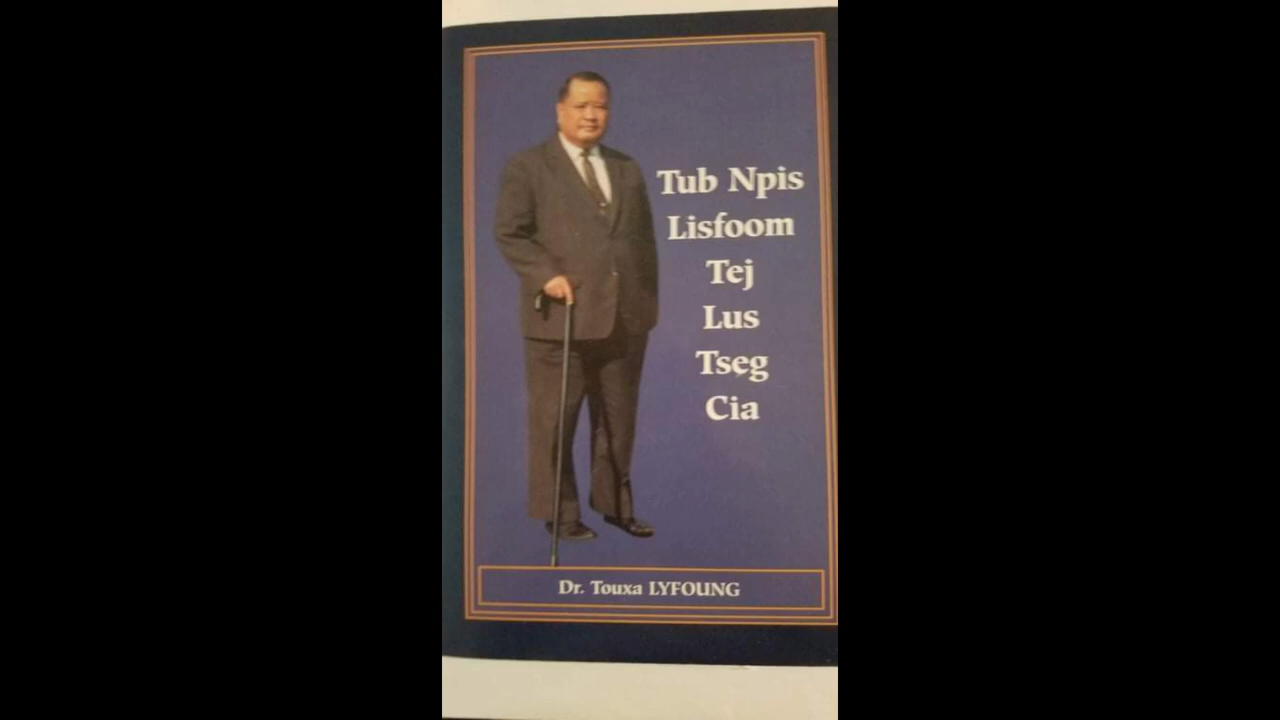 Tub Npis
Lisfoom
Tej
Lus
Tseg
Cia
Dr. Touxa LYFOUNG